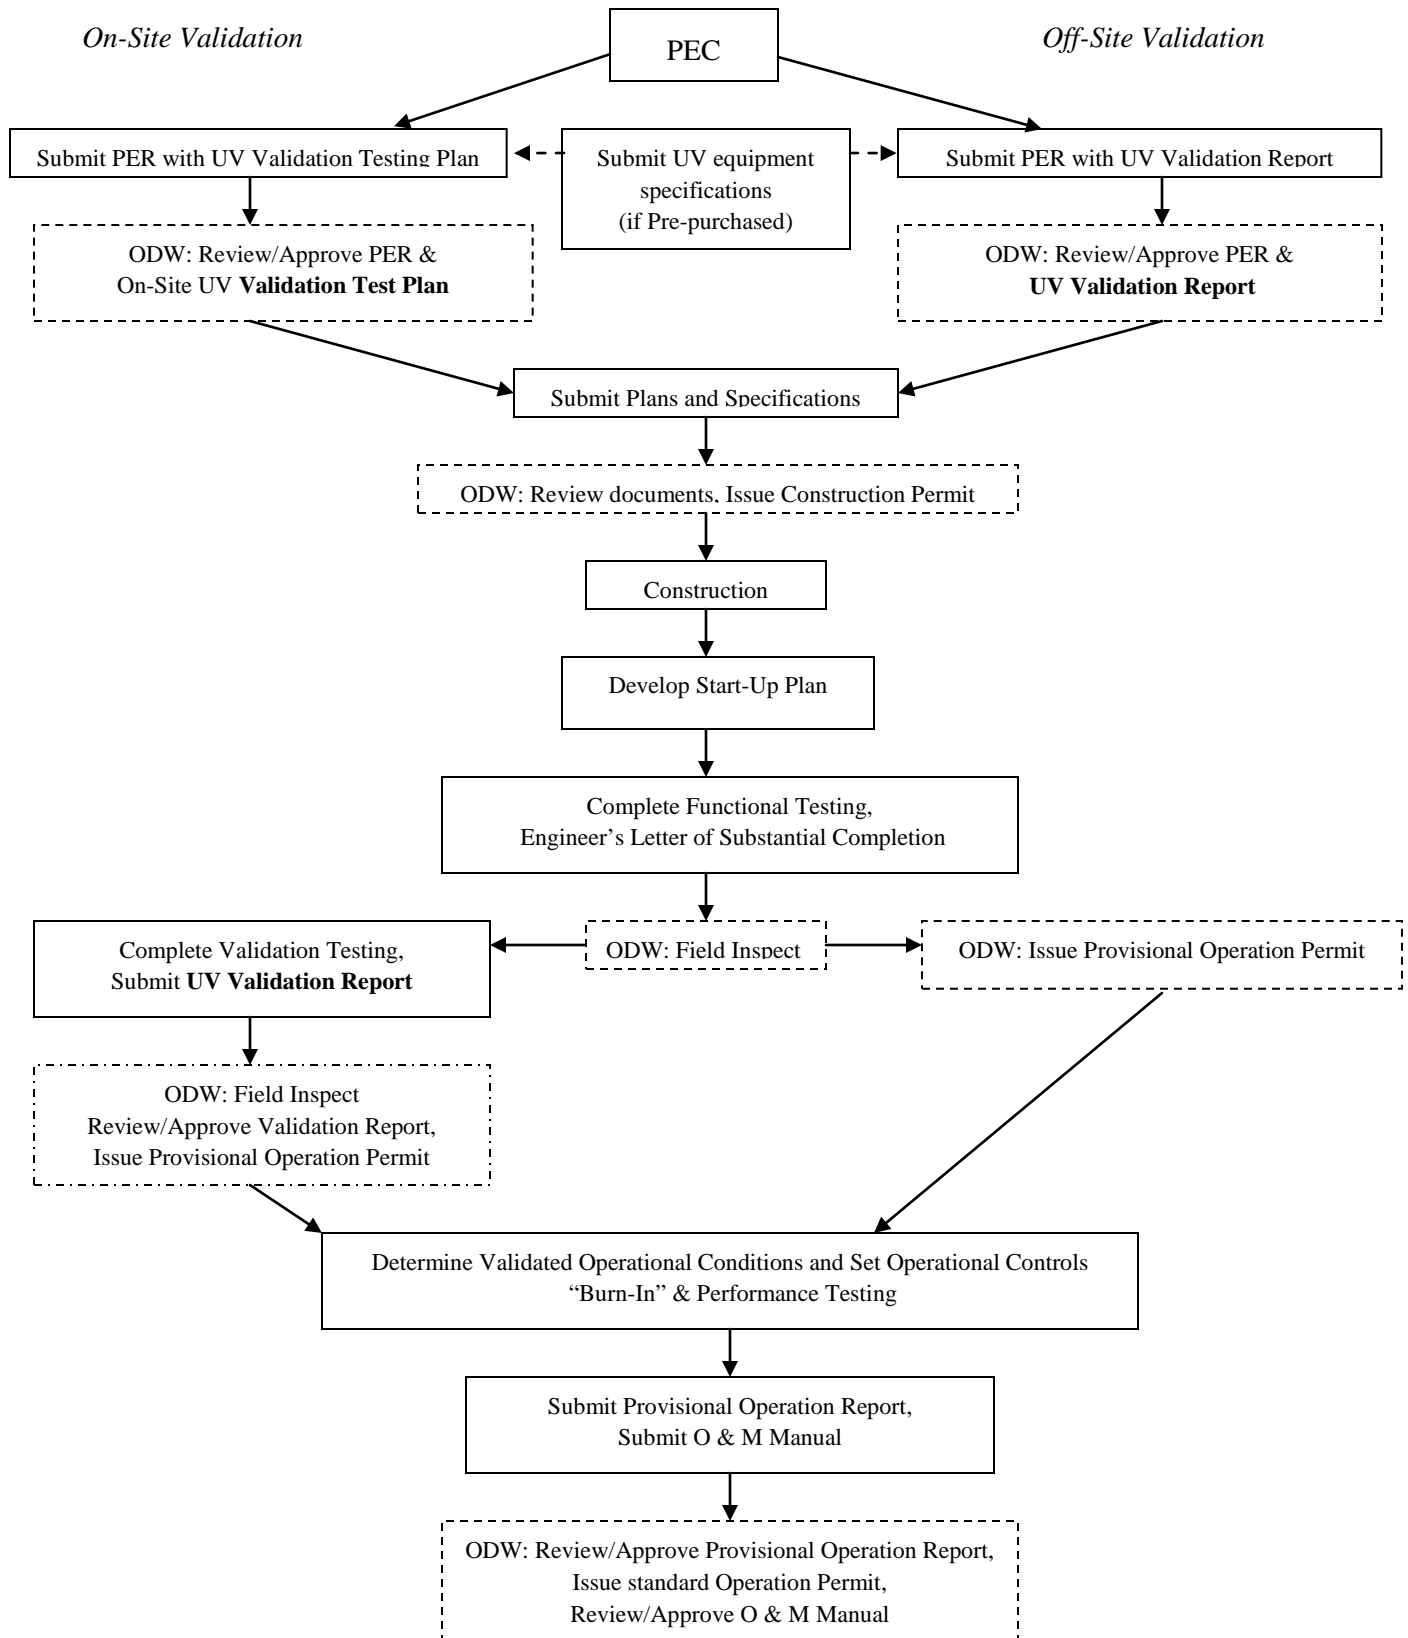 On-Site Validation
PEC
Off-Site Validation
Submit PER with UV Validation Testing Plan
Submit UV equipment
specifications
(if Pre-purchased)
Submit PER with UV Validation Report
ODW: Review/Approve PER &
On-Site UV Validation Test Plan
ODW: Review/Approve PER &
UV Validation Report
Submit Plans and Specifications
ODW: Review documents, Issue Construction Permit
Construction
Develop Start-Up Plan
Complete Functional Testing,
Engineer’s Letter of Substantial Completion
Complete Validation Testing,
Submit UV Validation Report
ODW: Field Inspect
ODW: Issue Provisional Operation Permit
ODW: Field Inspect
Review/Approve Validation Report,
Issue Provisional Operation Permit
Determine Validated Operational Conditions and Set Operational Controls
“Burn-In” & Performance Testing
Submit Provisional Operation Report,
Submit O & M Manual
ODW: Review/Approve Provisional Operation Report,
Issue standard Operation Permit,
Review/Approve O & M Manual